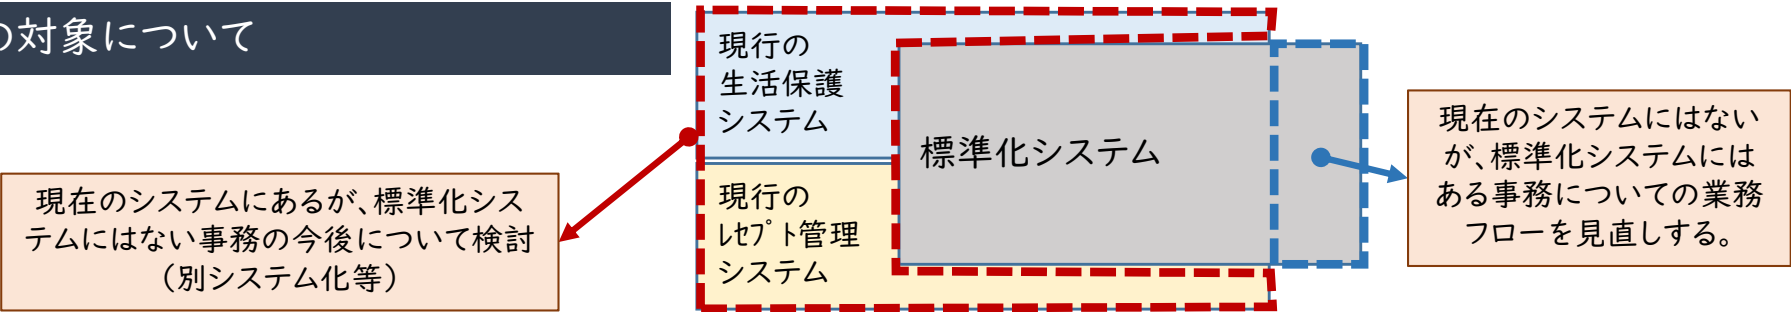 の対象について
現行の
生活保護
システム
現行の
ﾚｾﾌﾟﾄ管理
システム
標準化システム
現在のシステムにあるが、標準化シス
テムにはない事務の今後について検討
（別システム化等）
現在のシステムにはない
が、標準化システムには
ある事務についての業務
フローを見直しする。